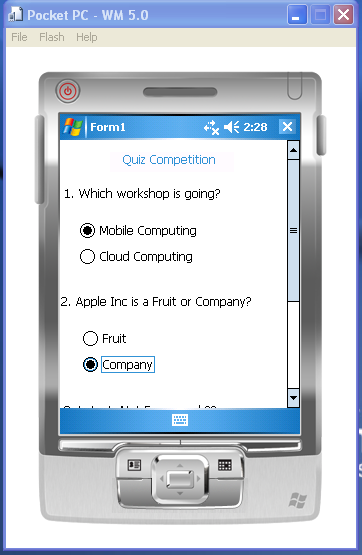 Pocket PC - WM 5.0
File Flash Help
Form1 2:28
Quiz Competition
1. Which workshop is going?
Mobile Computing
Cloud Computing
2. Apple Inc is a Fruit or Company?
Fruit
Company